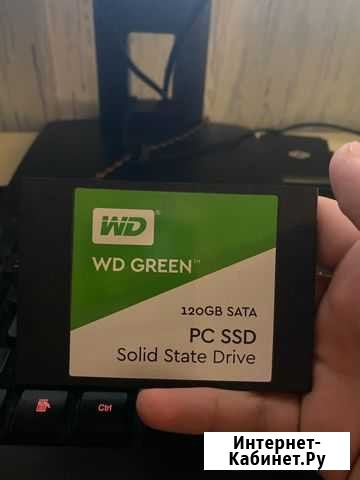 WD®
WD GREEN™
120GB SATA
PC SSD
Solid State Drive
Ctrl
Интернет-
Кабинет.Ру